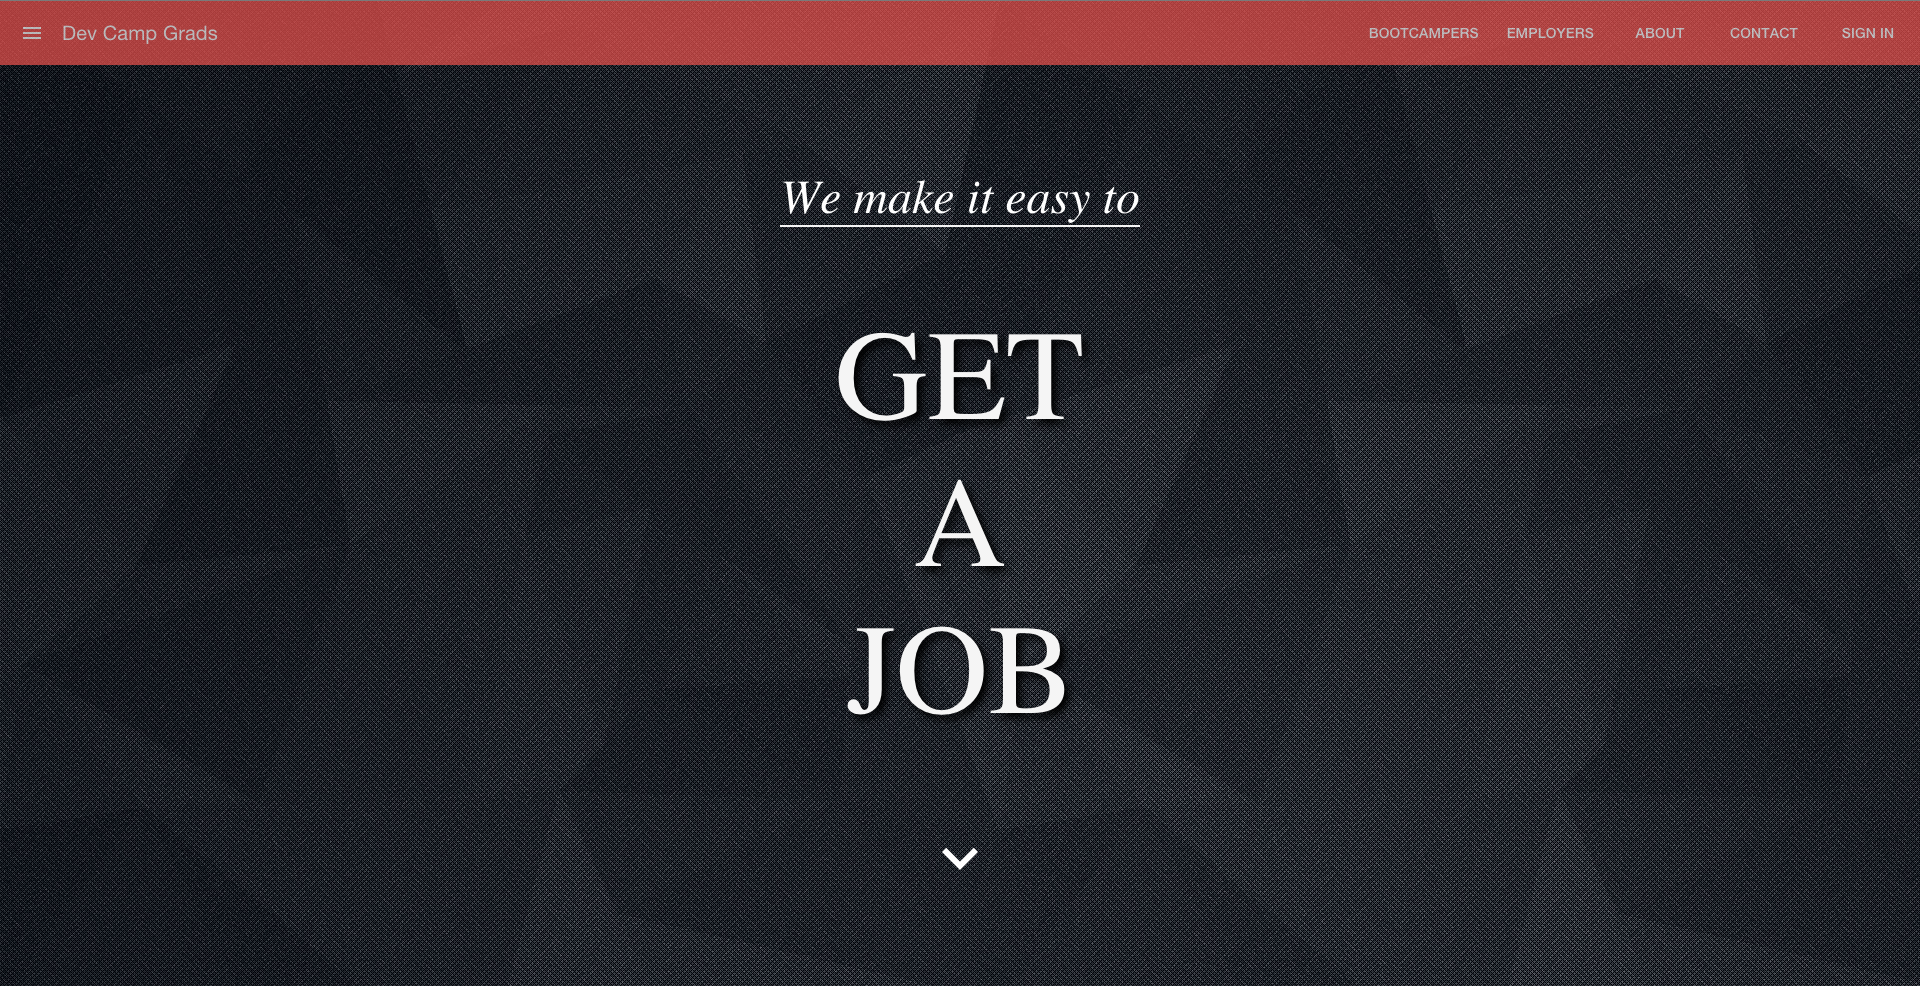 Dev Camp Grads
BOOTCAMPERS EMPLOYERS ABOUT CONTACT SIGN IN
We make it easy to
GET
A
JOB